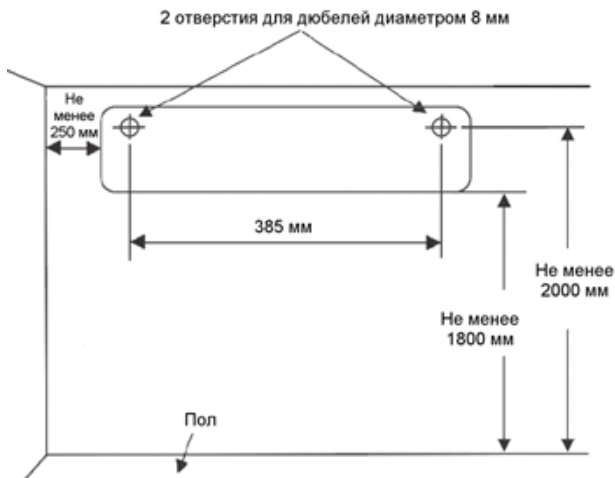 2 отверстия для дюбелей диаметром 8 мм
Не
менее
250 мм
385 мм
Не менее
2000 мм
Не менее
1800 мм
Пол